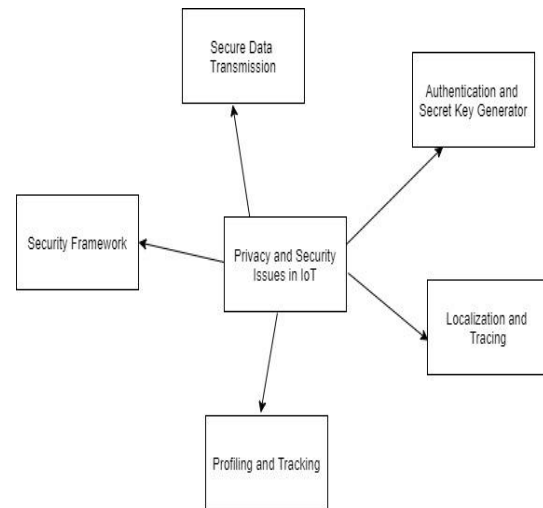 Secure Data
Transmission
Authentication and
Secret Key Generator
Security Framework
Privacy and Security
Issues in IoT
Localization and
Tracing
Profiling and Tracking